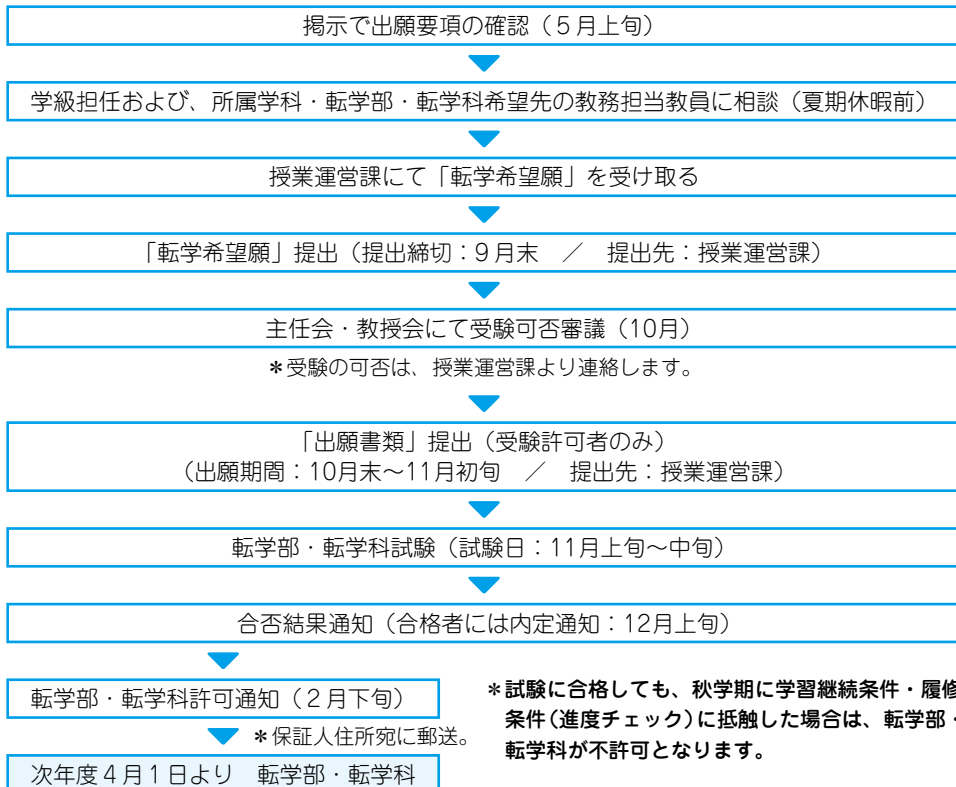 掲示で出願要項の確認（５月上旬）
学級担任および、所属学科・転学部・転学科希望先の教務担当教員に相談（夏期休暇前）
授業運営課にて「転学希望願」を受け取る
「転学希望願」提出（提出締切：９月末　／　提出先：授業運営課）
主任会・教授会にて受験可否審議（10月）
＊受験の可否は、授業運営課より連絡します。
「出願書類」提出（受験許可者のみ）
（出願期間：10月末～11月初旬　／　提出先：授業運営課）
転学部・転学科試験（試験日：11月上旬～中旬）
合否結果通知（合格者には内定通知：12月上旬）
転学部・転学科許可通知（２月下旬）
＊保証人住所宛に郵送。
次年度４月１日より　転学部・転学科
＊試験に合格しても、秋学期に学習継続条件・履修
条件（進度チェック）に抵触した場合は、転学部・
転学科が不許可となります。